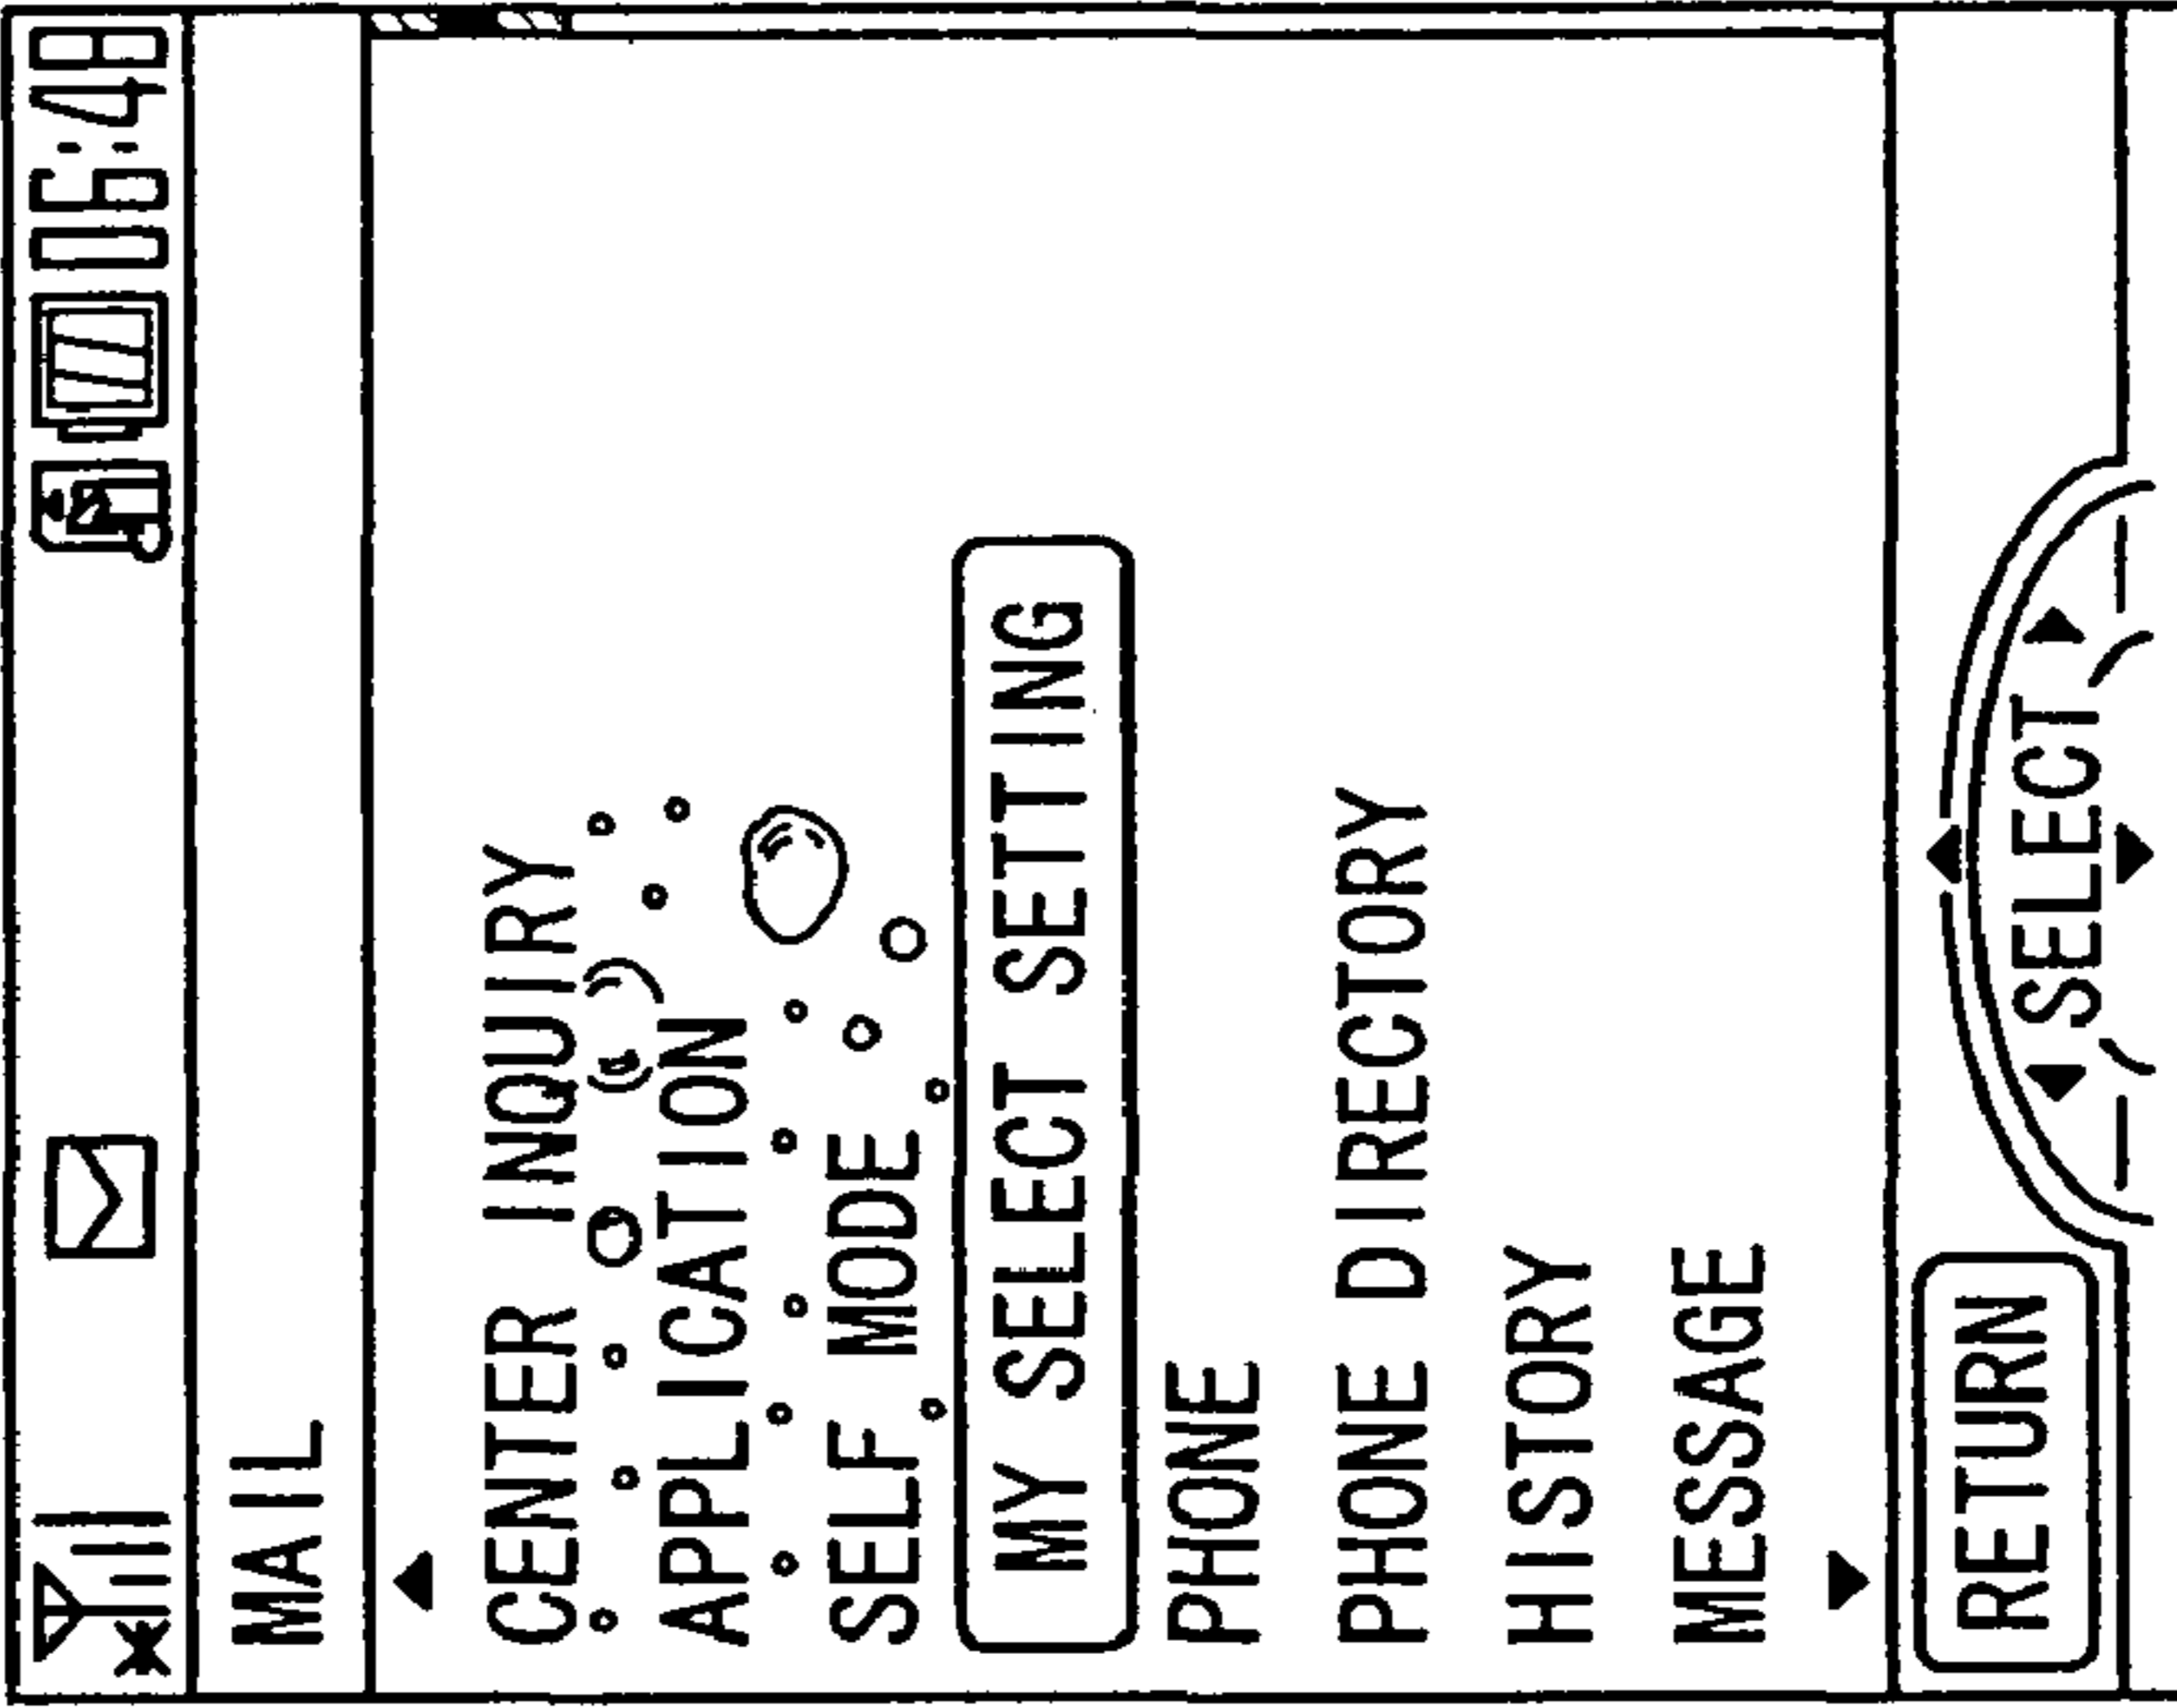 06:48
MAIL
CENTER INQUIRY
APPLICATION
SELF MODE
MY SELECT SETTING
PHONE
PHONE DIRECTORY
HISTORY
MESSAGE
RETURN
SELECT